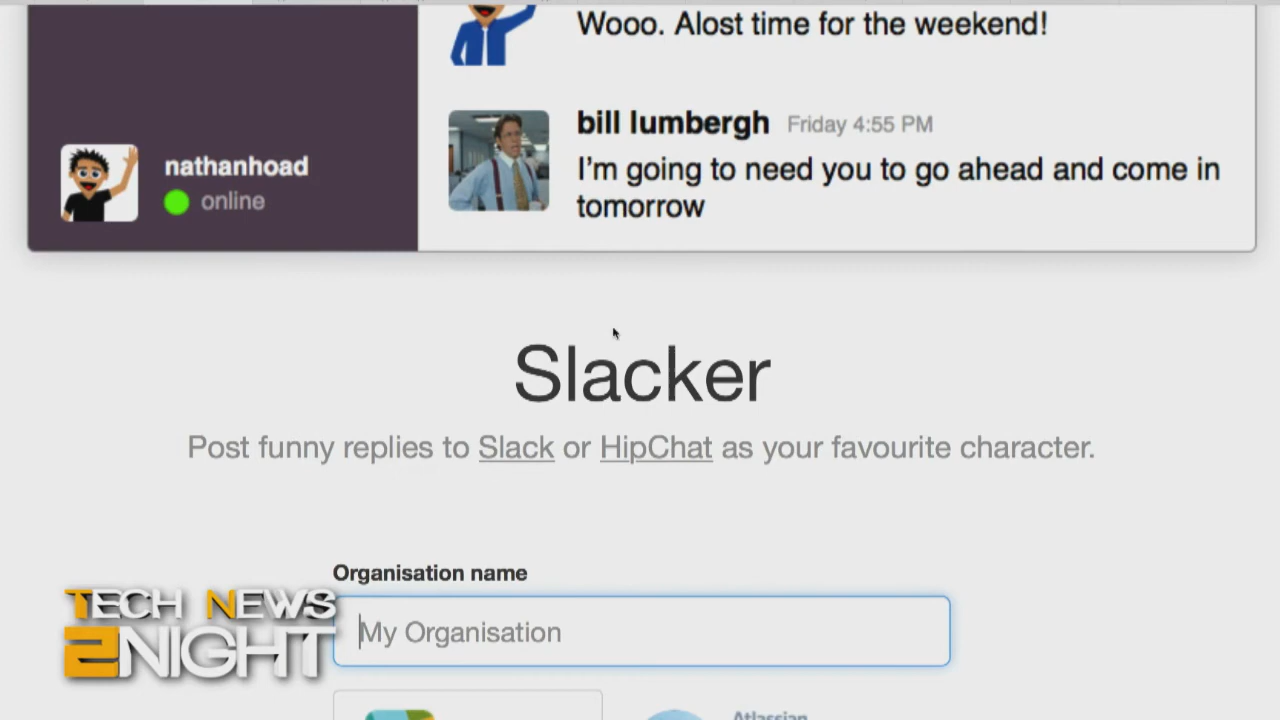 Wooo. Alost time for the weekend!
bill lumbergh Friday 4:55 PM
nathanhoad
I'm going to need you to go ahead and come in
online
tomorrow
Slacker
Post funny replies to Slack or HipChat as your favourite character.
Organisation name
My Organisation
TECH NEWS
2NIGHT
Atlassian